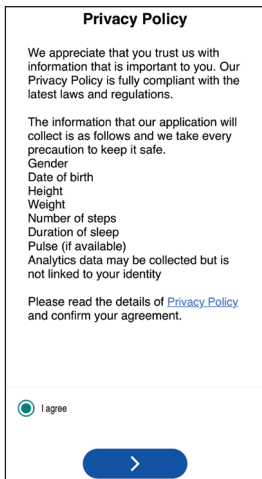 Privacy Policy
We appreciate that you trust us with
information that is important to you. Our
Privacy Policy is fully compliant with the
latest laws and regulations.
The information that our application will
collect is as follows and we take every
precaution to keep it safe.
Gender
Date of birth
Height
Weight
Number of steps
Duration of sleep
Pulse (if available)
Analytics data may be collected but is
not linked to your identity
Please read the details of Privacy Policy
and confirm your agreement.
I agree